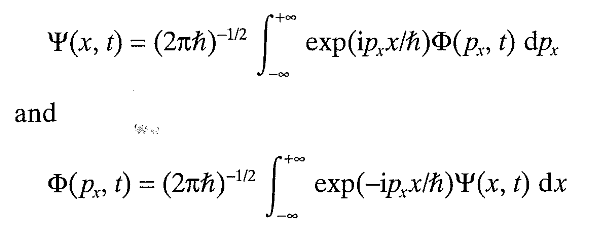 Ψ(x, t) = (2πħ)^{-1/2} ∫_{-∞}^{+∞} exp(ip_x x/ħ)Φ(p_x, t) dp_x
and
Φ(p_x, t) = (2πħ)^{-1/2} ∫_{-∞}^{+∞} exp(-ip_x x/ħ)Ψ(x, t) dx